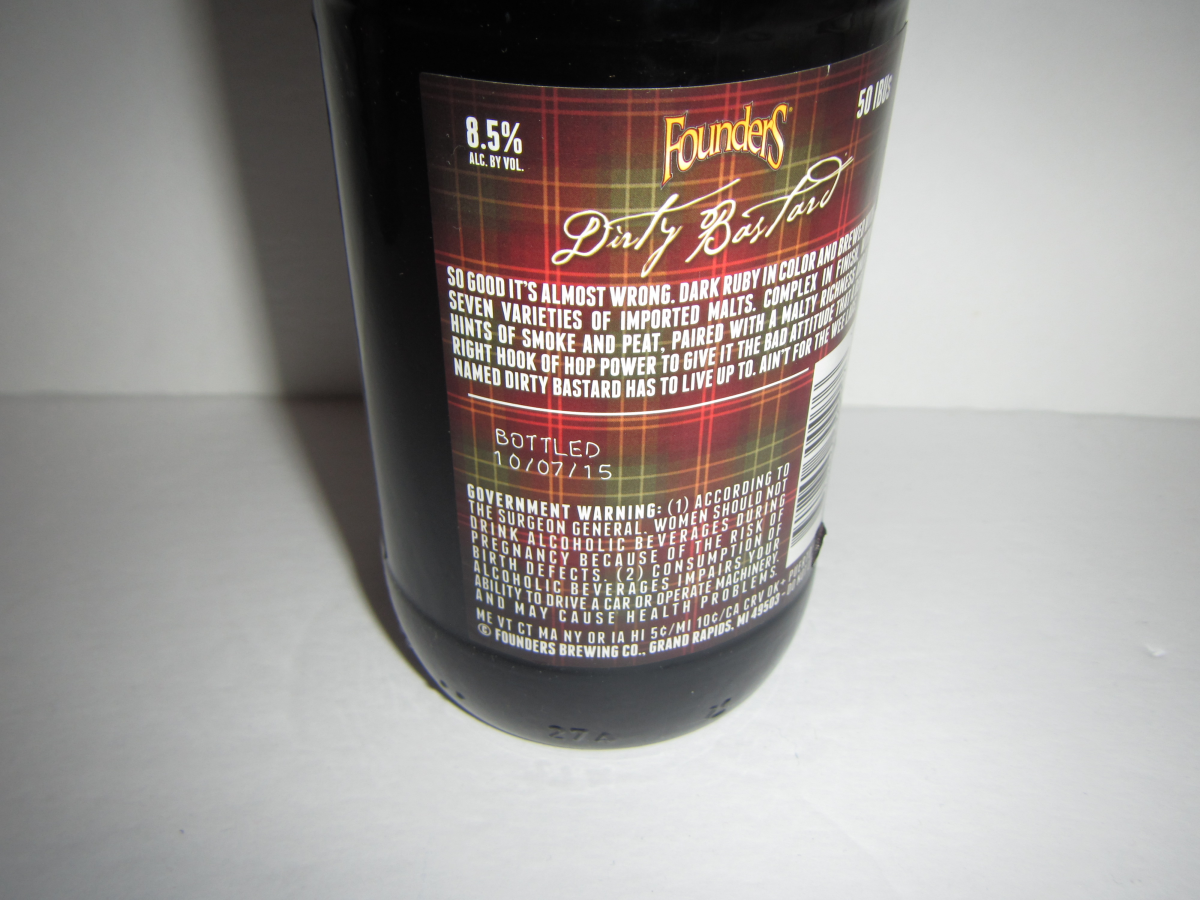 8.5%
ALC. BY VOL.
FOUNDERS
50 IBUs
Dirty Bastard
SO GOOD IT'S ALMOST WRONG. DARK RUBY IN COLOR AND BREWED
SEVEN VARIETIES OF IMPORTED MALTS. COMPLEX IN FINISH,
HINTS OF SMOKE AND PEAT, PAIRED WITH A MALTY RICHNESS
RIGHT HOOK OF HOP POWER TO GIVE IT THE BAD ATTITUDE THAT
NAMED DIRTY BASTARD HAS TO LIVE UP TO. AIN'T FOR THE WEE
BOTTLED
10/07/15
GOVERNMENT WARNING: (1) ACCORDING TO
THE SURGEON GENERAL, WOMEN SHOULD NOT
DRINK ALCOHOLIC BEVERAGES DURING
PREGNANCY BECAUSE OF THE RISK OF
BIRTH DEFECTS. (2) CONSUMPTION OF
ALCOHOLIC BEVERAGES IMPAIRS YOUR
ABILITY TO DRIVE A CAR OR OPERATE MACHINERY,
AND MAY CAUSE HEALTH PROBLEMS.
ME VT CT MA NY OR IA HI 5¢/MI 10¢/CA CRV OK+
© FOUNDERS BREWING CO., GRAND RAPIDS, MI 49503
27 A